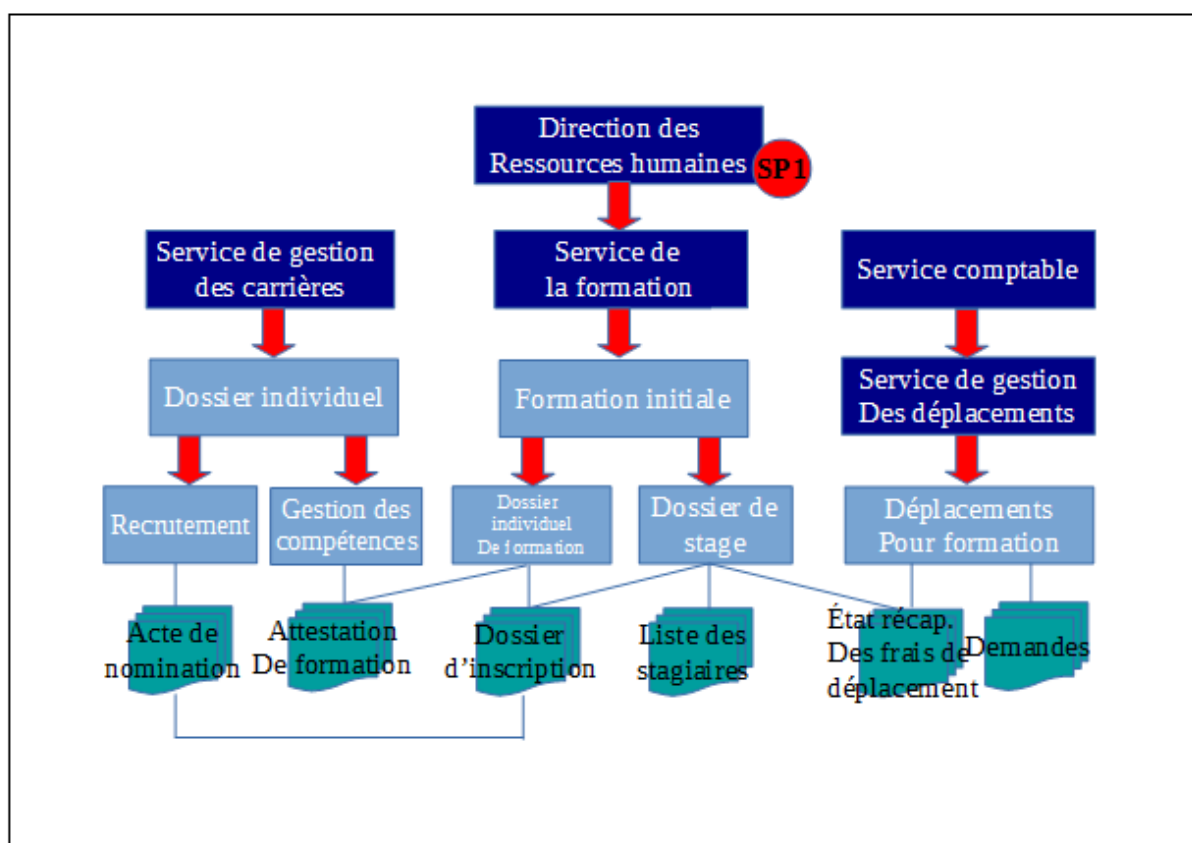 Direction des
Ressources humaines
SP1
Service de gestion
des carrières
Service de
la formation
Service comptable
Dossier individuel
Formation initiale
Service de gestion
Des déplacements
Recrutement
Gestion des
compétences
Dossier
individuel
De formation
Dossier de
stage
Déplacements
Pour formation
Acte de
nomination
Attestation
De formation
Dossier
d’inscription
Liste des
stagiaires
État récap.
Des frais de
déplacement
Demandes